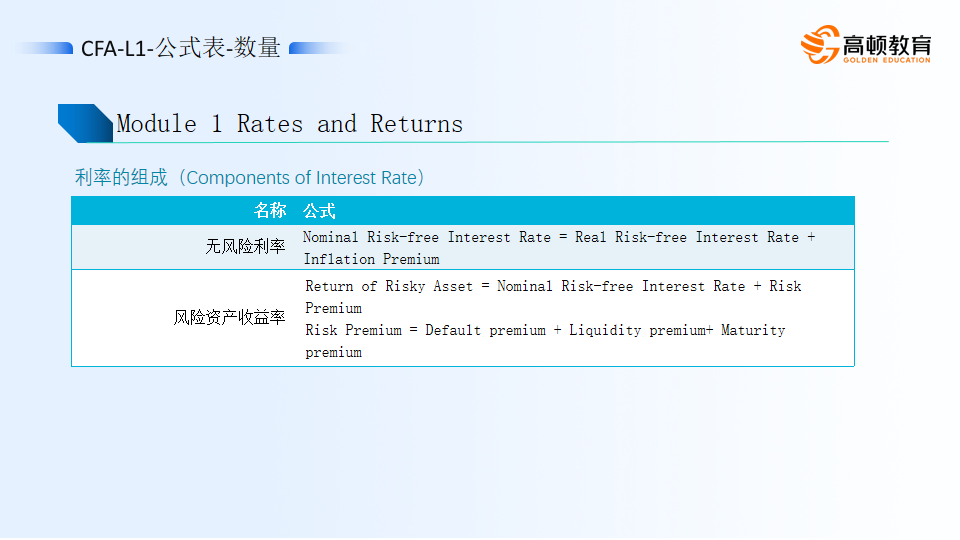 CFA-L1-公式表-数量
高顿教育
GOLDEN EDUCATION
Module 1 Rates and Returns
利率的组成（Components of Interest Rate）
名称 公式
无风险利率
Nominal Risk-free Interest Rate = Real Risk-free Interest Rate +
Inflation Premium
风险资产收益率
Return of Risky Asset = Nominal Risk-free Interest Rate + Risk
Premium
Risk Premium = Default premium + Liquidity premium+ Maturity
premium